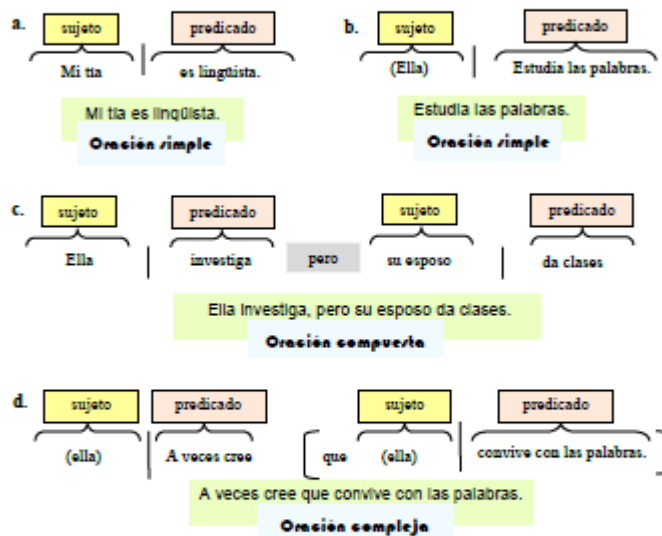 a. sujeto predicado
Mi tía es lingüista.
Mi tía es lingüista.
Oración simple
b. sujeto predicado
(Ella) Estudia las palabras.
Estudia las palabras.
Oración simple
c. sujeto predicado sujeto predicado
Ella investiga pero su esposo da clases
Ella investiga, pero su esposo da clases.
Oración compuesta
d. sujeto predicado sujeto predicado
(ella) A veces cree que (ella) convive con las palabras.
A veces cree que convive con las palabras.
Oración compleja